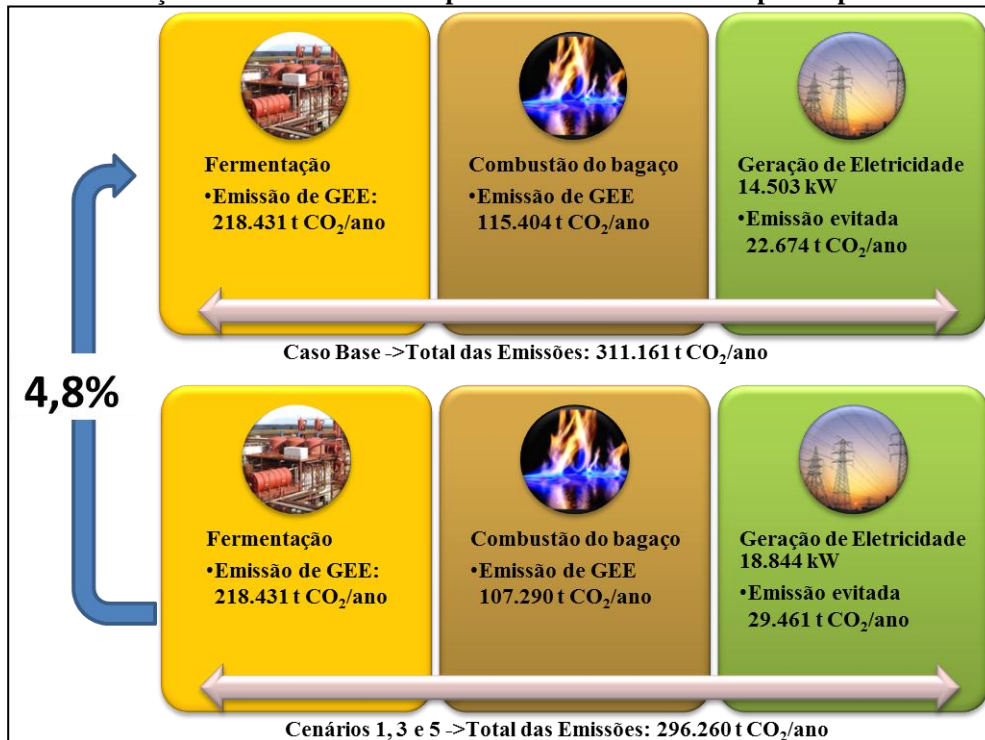 Fermentação
•Emissão de GEE:
218.431 t CO₂/ano
Combustão do bagaço
•Emissão de GEE
115.404 t CO₂/ano
Geração de Eletricidade
14.503 kW
•Emissão evitada
22.674 t CO₂/ano
Caso Base ->Total das Emissões: 311.161 t CO₂/ano
4,8%
Fermentação
•Emissão de GEE:
218.431 t CO₂/ano
Combustão do bagaço
•Emissão de GEE
107.290 t CO₂/ano
Geração de Eletricidade
18.844 kW
•Emissão evitada
29.461 t CO₂/ano
Cenários 1, 3 e 5 ->Total das Emissões: 296.260 t CO₂/ano